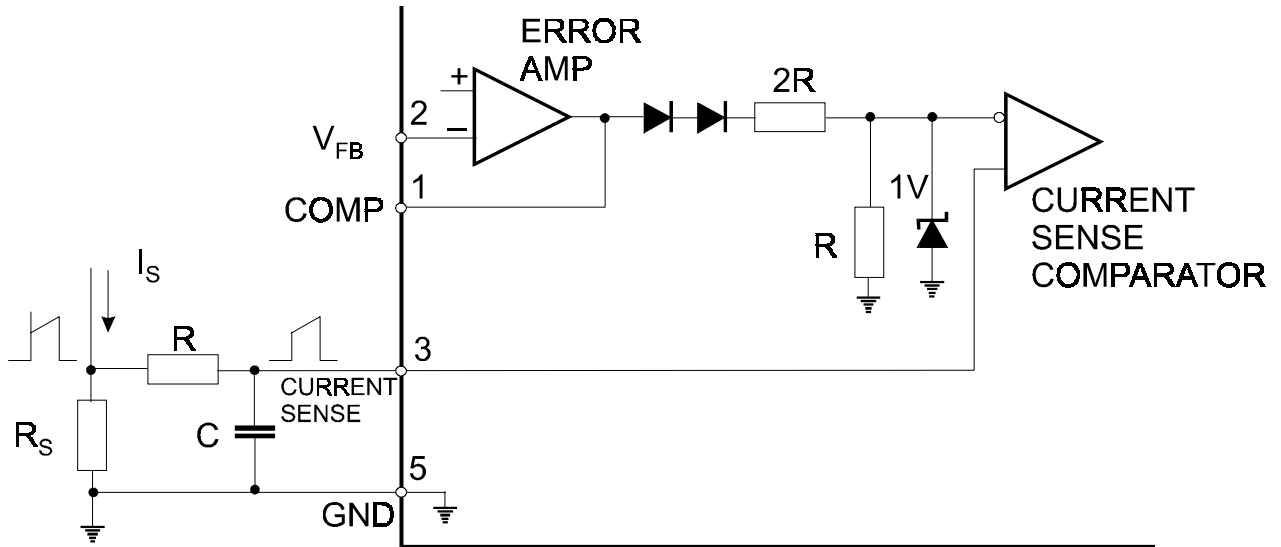 ERROR
AMP
2R
+
2
−
V_FB
1
COMP
1V
R
CURRENT
SENSE
COMPARATOR
I_S
R
3
CURRENT
SENSE
R_S
C
5
GND